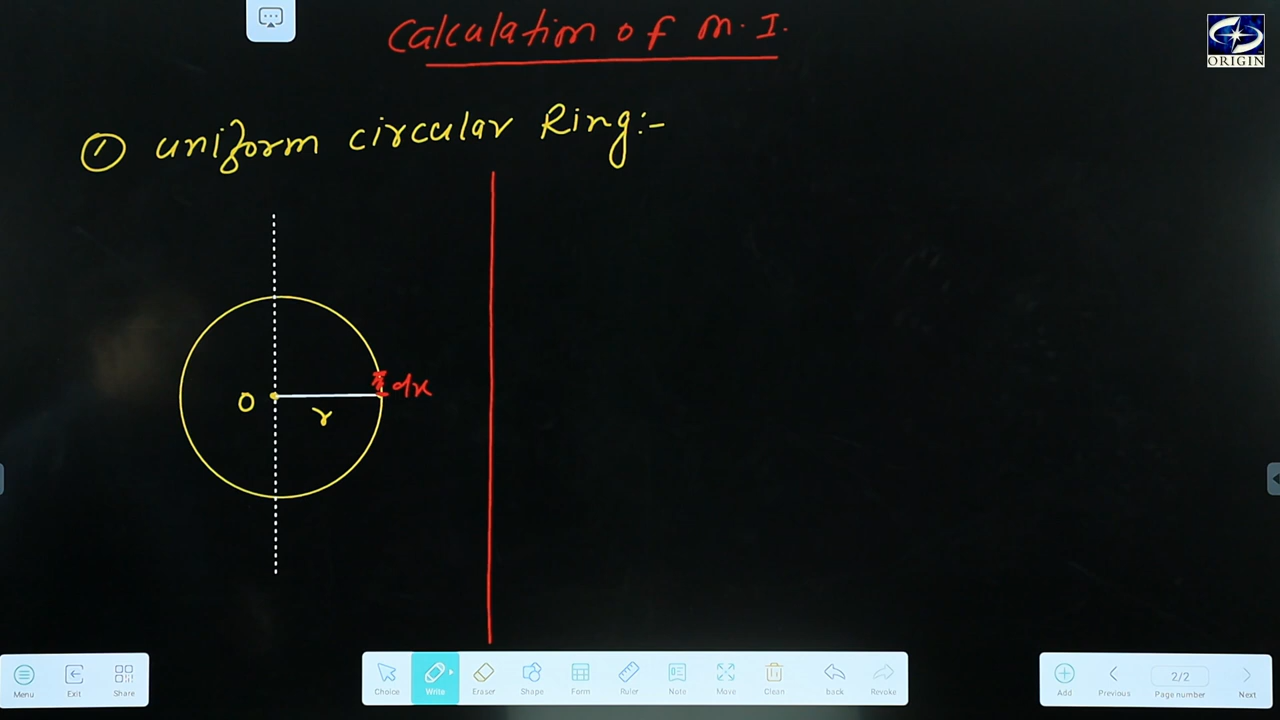 Calculation of M.I.
ORIGIN
① uniform circular Ring:-
dx
O
r
Menu
Exit
Share
Choice
Write
Eraser
Shape
Form
Ruler
Note
Move
Clean
back
Revoke
Add
Previous
2/2
Page number
Next